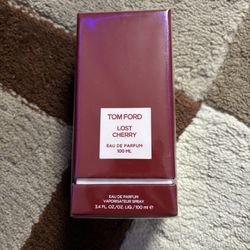 TOM FORD
LOST
CHERRY
EAU DE PARFUM
100 ML
EAU DE PARFUM
VAPORISATEUR SPRAY
3.4 FL. OZ./OZ. LIQ./100 ml ℮